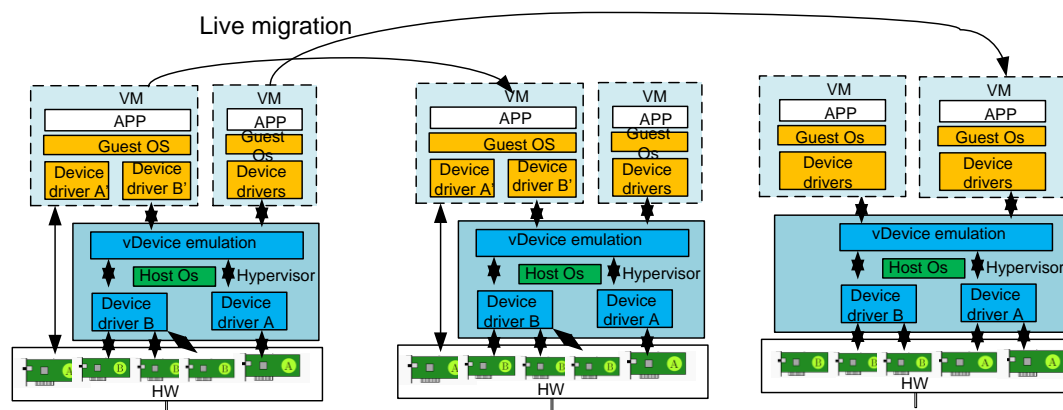 Live migration
VM
APP
Guest OS
Device driver A'
Device driver B'
VM
APP
Guest Os
Device drivers
vDevice emulation
Host Os
Hypervisor
Device driver B
Device driver A
A
B
B
B
A
HW
VM
APP
Guest OS
Device driver A'
Device driver B'
VM
APP
Guest Os
Device drivers
vDevice emulation
Host Os
Hypervisor
Device driver B
Device driver A
A
B
B
B
A
HW
VM
APP
Guest Os
Device drivers
VM
APP
Guest Os
Device drivers
vDevice emulation
Host Os
Hypervisor
Device driver B
Device driver A
B
B
B
A
A
HW